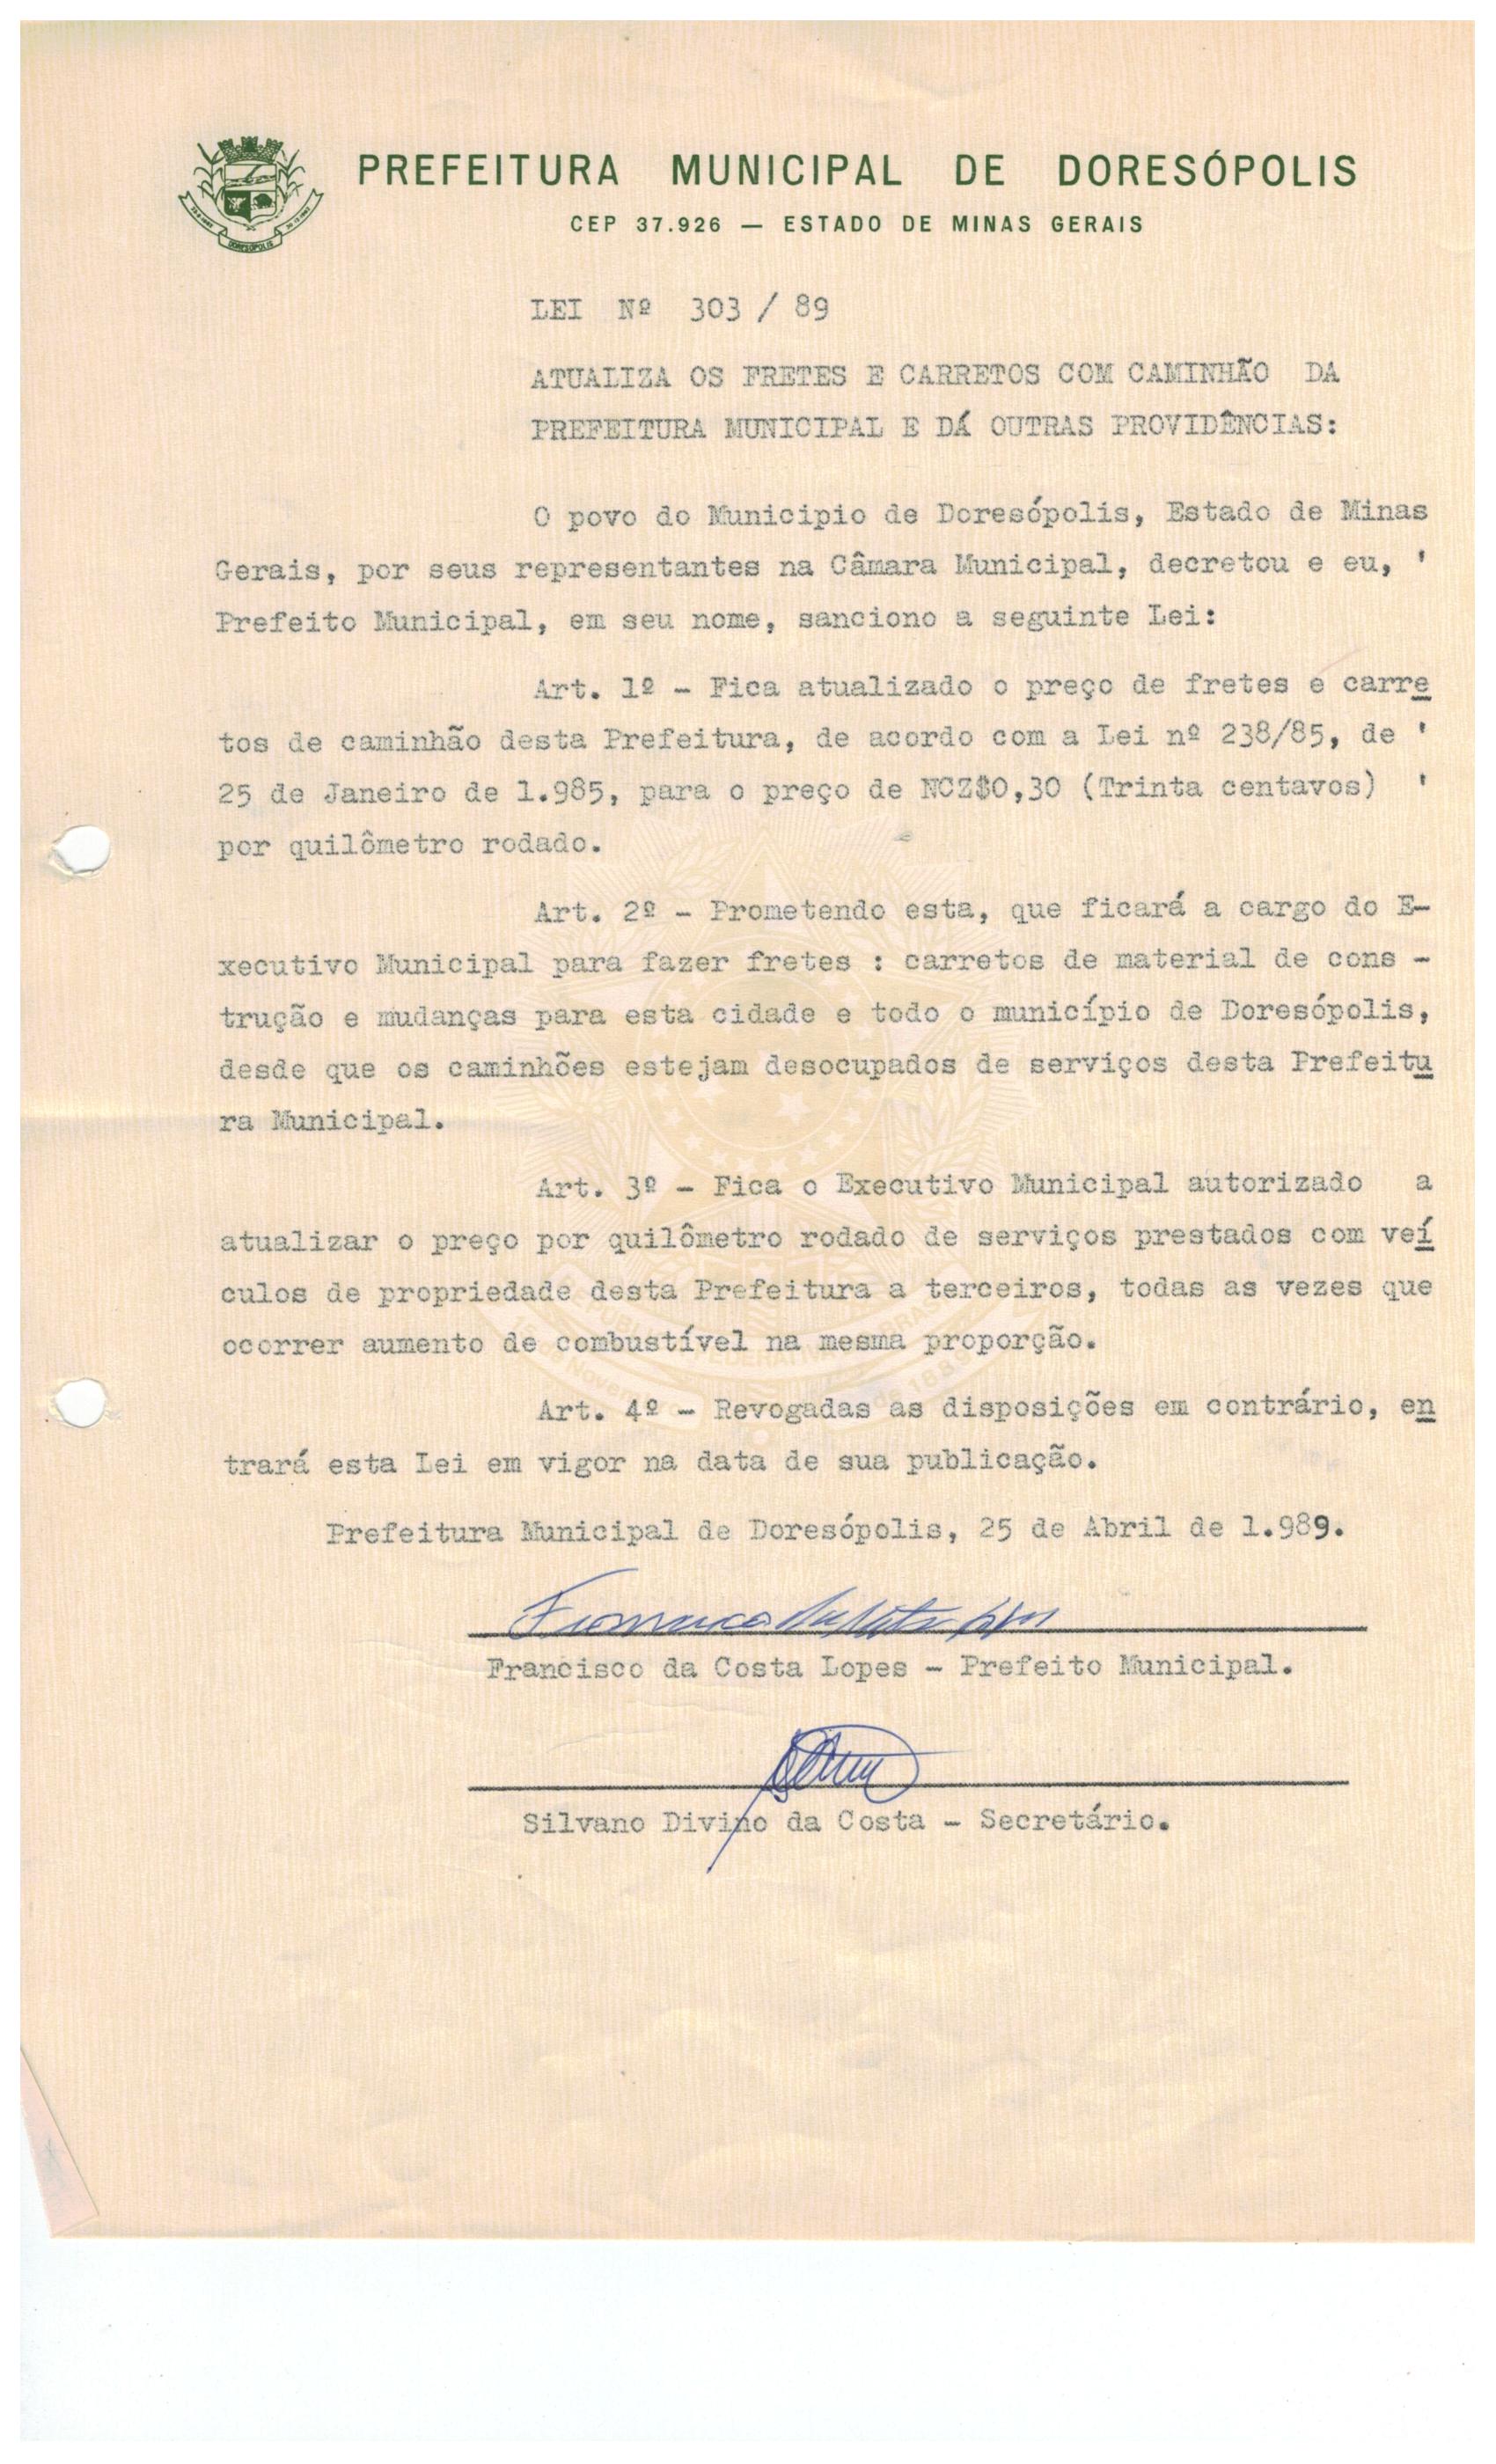 PREFEITURA MUNICIPAL DE DORESÓPOLIS
CEP 37.926 — ESTADO DE MINAS GERAIS
DORESÓPOLIS
LEI Nº 303 / 89
ATUALIZA OS FRETES E CARRETOS COM CAMINHÃO DA
PREFEITURA MUNICIPAL E DÁ OUTRAS PROVIDÊNCIAS:
O povo do Municipio de Doresópolis, Estado de Minas
Gerais, por seus representantes na Câmara Municipal, decretou e eu, '
Prefeito Municipal, em seu nome, sanciono a seguinte Lei:
Art. 1º - Fica atualizado o preço de fretes e carre
tos de caminhão desta Prefeitura, de acordo com a Lei nº 238/85, de '
25 de Janeiro de 1.985, para o preço de NCZ$0,30 (Trinta centavos) '
por quilômetro rodado.
Art. 2º - Prometendo esta, que ficará a cargo do E-
xecutivo Municipal para fazer fretes : carretos de material de cons -
trução e mudanças para esta cidade e todo o município de Doresópolis,
desde que os caminhões estejam desocupados de serviços desta Prefeitu
ra Municipal.
Art. 3º - Fica o Executivo Municipal autorizado a
atualizar o preço por quilômetro rodado de serviços prestados com veí
culos de propriedade desta Prefeitura a terceiros, todas as vezes que
ocorrer aumento de combustível na mesma proporção.
Art. 4º - Revogadas as disposições em contrário, en
trará esta Lei em vigor na data de sua publicação.
Prefeitura Municipal de Doresópolis, 25 de Abril de 1.989.
Francisco da Costa Lopes - Prefeito Municipal.
Silvano Divino da Costa - Secretário.